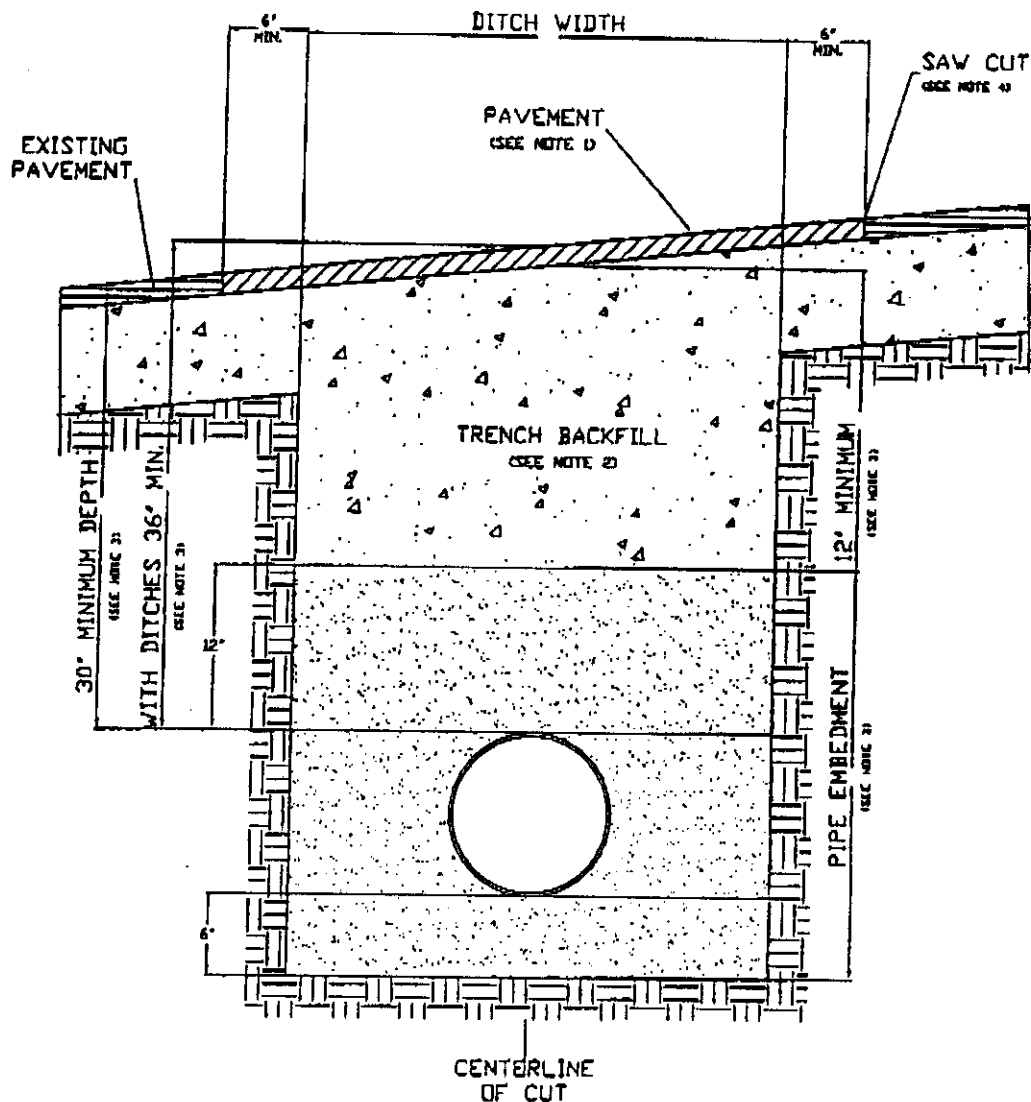 6"
MIN.
DITCH WIDTH
6"
MIN.
SAW CUT
(SEE NOTE 4)
PAVEMENT
(SEE NOTE 1)
EXISTING
PAVEMENT
TRENCH BACKFILL
(SEE NOTE 2)
30" MINIMUM DEPTH
(SEE NOTE 3)
WITH DITCHES 36" MIN.
(SEE NOTE 3)
12"
12" MINIMUM
(SEE NOTE 3)
PIPE EMBEDMENT
(SEE NOTE 2)
6"
CENTERLINE
OF CUT